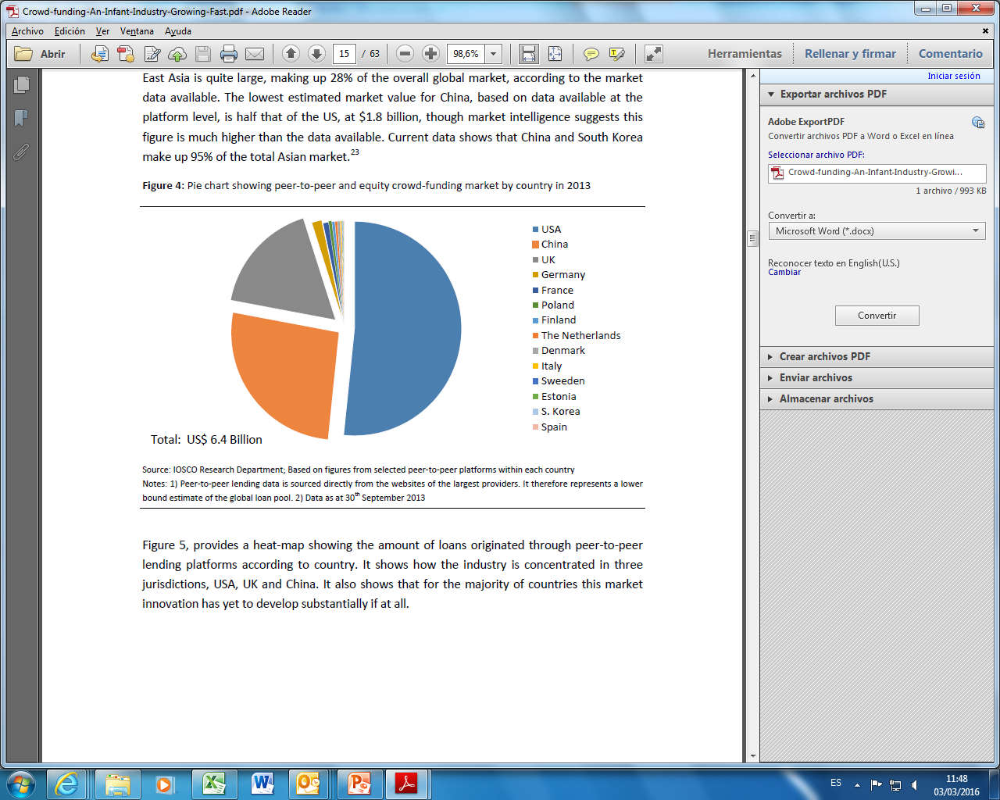 Crowd-funding-An-Infant-Industry-Growing-Fast.pdf - Adobe Reader
Archivo Edición Ver Ventana Ayuda
Abrir 15 / 63 98,6% Herramientas Rellenar y firmar Comentario
East Asia is quite large, making up 28% of the overall global market, according to the market
data available. The lowest estimated market value for China, based on data available at the
platform level, is half that of the US, at $1.8 billion, though market intelligence suggests this
figure is much higher than the data available. Current data shows that China and South Korea
make up 95% of the total Asian market.23
Figure 4: Pie chart showing peer-to-peer and equity crowd-funding market by country in 2013
USA
China
UK
Germany
France
Poland
Finland
The Netherlands
Denmark
Italy
Sweeden
Estonia
S. Korea
Spain
Total: US$ 6.4 Billion
Source: IOSCO Research Department; Based on figures from selected peer-to-peer platforms within each country
Notes: 1) Peer-to-peer lending data is sourced directly from the websites of the largest providers. It therefore represents a lower
bound estimate of the global loan pool. 2) Data as at 30th September 2013
Figure 5, provides a heat-map showing the amount of loans originated through peer-to-peer
lending platforms according to country. It shows how the industry is concentrated in three
jurisdictions, USA, UK and China. It also shows that for the majority of countries this market
innovation has yet to develop substantially if at all.
Iniciar sesión
Exportar archivos PDF
Adobe ExportPDF
Convertir archivos PDF a Word o Excel en línea
Seleccionar archivo PDF:
Crowd-funding-An-Infant-Industry-Growi...
1 archivo / 993 KB
Convertir a:
Microsoft Word (*.docx)
Reconocer texto en English(U.S.)
Cambiar
Convertir
Crear archivos PDF
Enviar archivos
Almacenar archivos
ES
11:48
03/03/2016